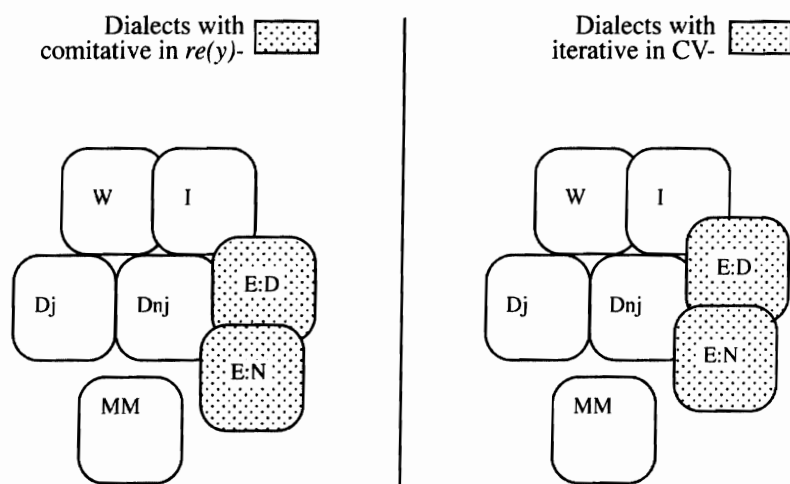 Dialects with
comitative in re(y)-
W
I
E:D
Dj
Dnj
E:N
MM
Dialects with
iterative in CV-
W
I
E:D
Dj
Dnj
E:N
MM